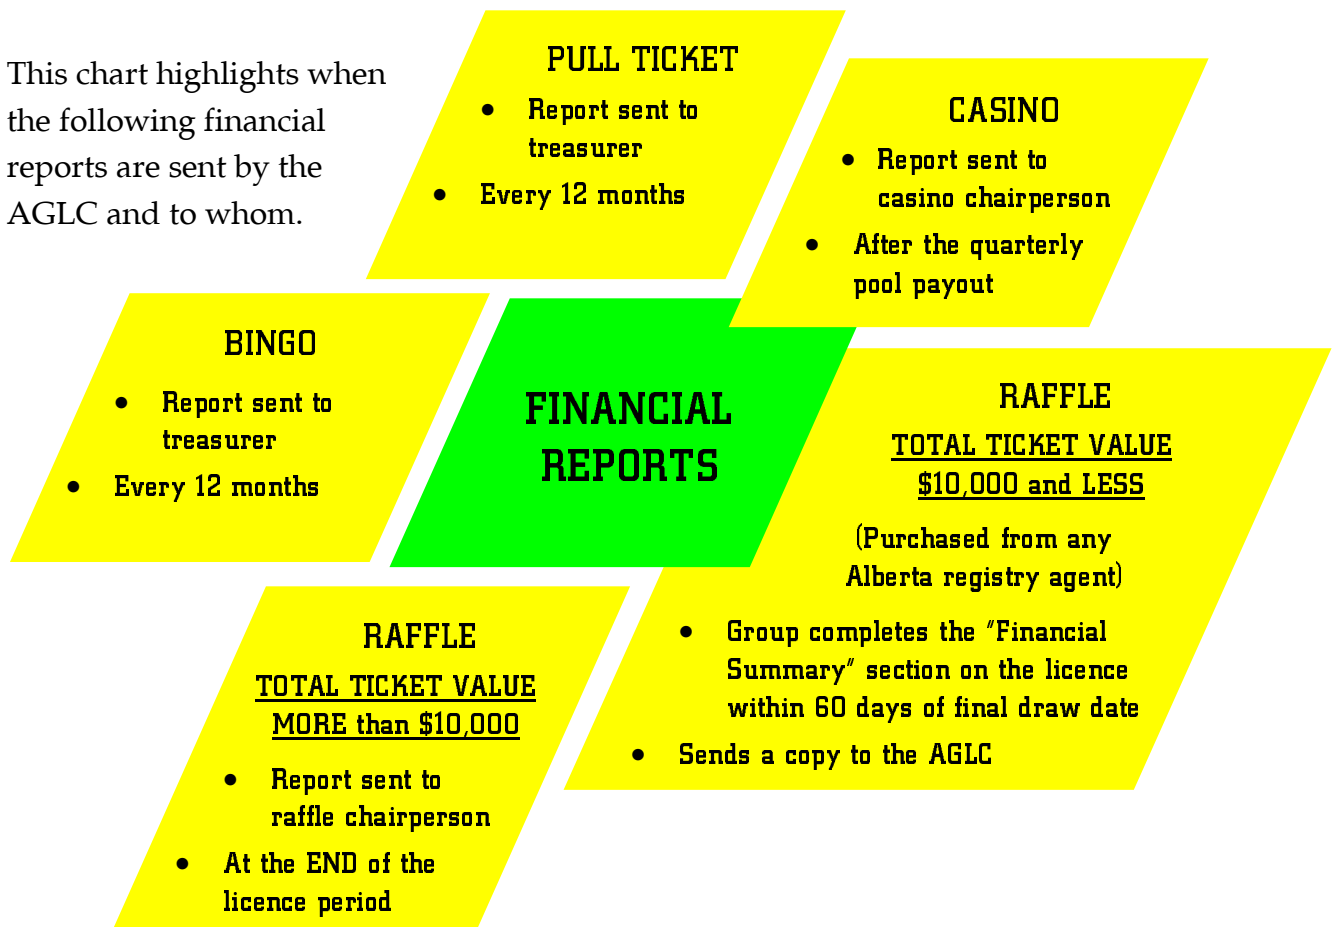 This chart highlights when
the following financial
reports are sent by the
AGLC and to whom.
PULL TICKET
• Report sent to
treasurer
• Every 12 months
CASINO
• Report sent to
casino chairperson
• After the quarterly
pool payout
BINGO
• Report sent to
treasurer
• Every 12 months
FINANCIAL
REPORTS
RAFFLE
TOTAL TICKET VALUE
$10,000 and LESS
(Purchased from any
Alberta registry agent)
• Group completes the "Financial
Summary" section on the licence
within 60 days of final draw date
• Sends a copy to the AGLC
RAFFLE
TOTAL TICKET VALUE
MORE than $10,000
• Report sent to
raffle chairperson
• At the END of the
licence period